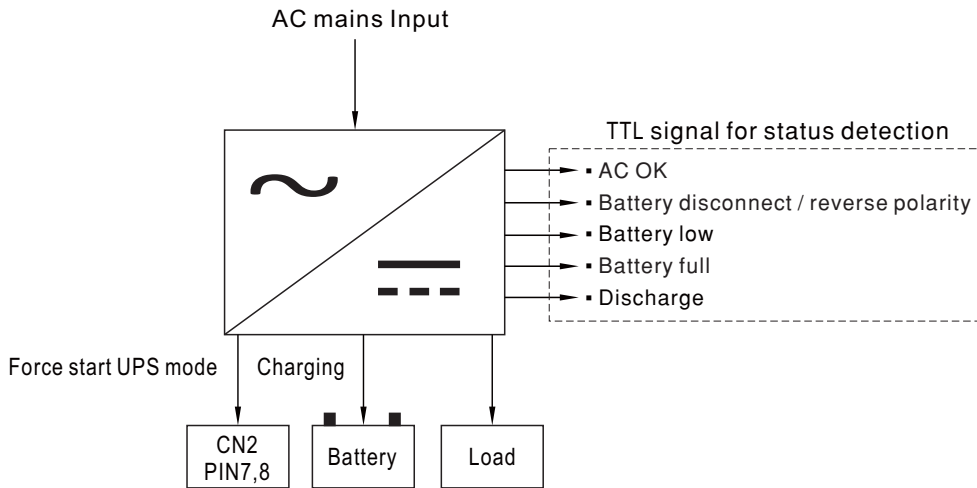 AC mains Input
TTL signal for status detection
▪ AC OK
▪ Battery disconnect / reverse polarity
▪ Battery low
▪ Battery full
▪ Discharge
Force start UPS mode
Charging
CN2
PIN7,8
Battery
Load